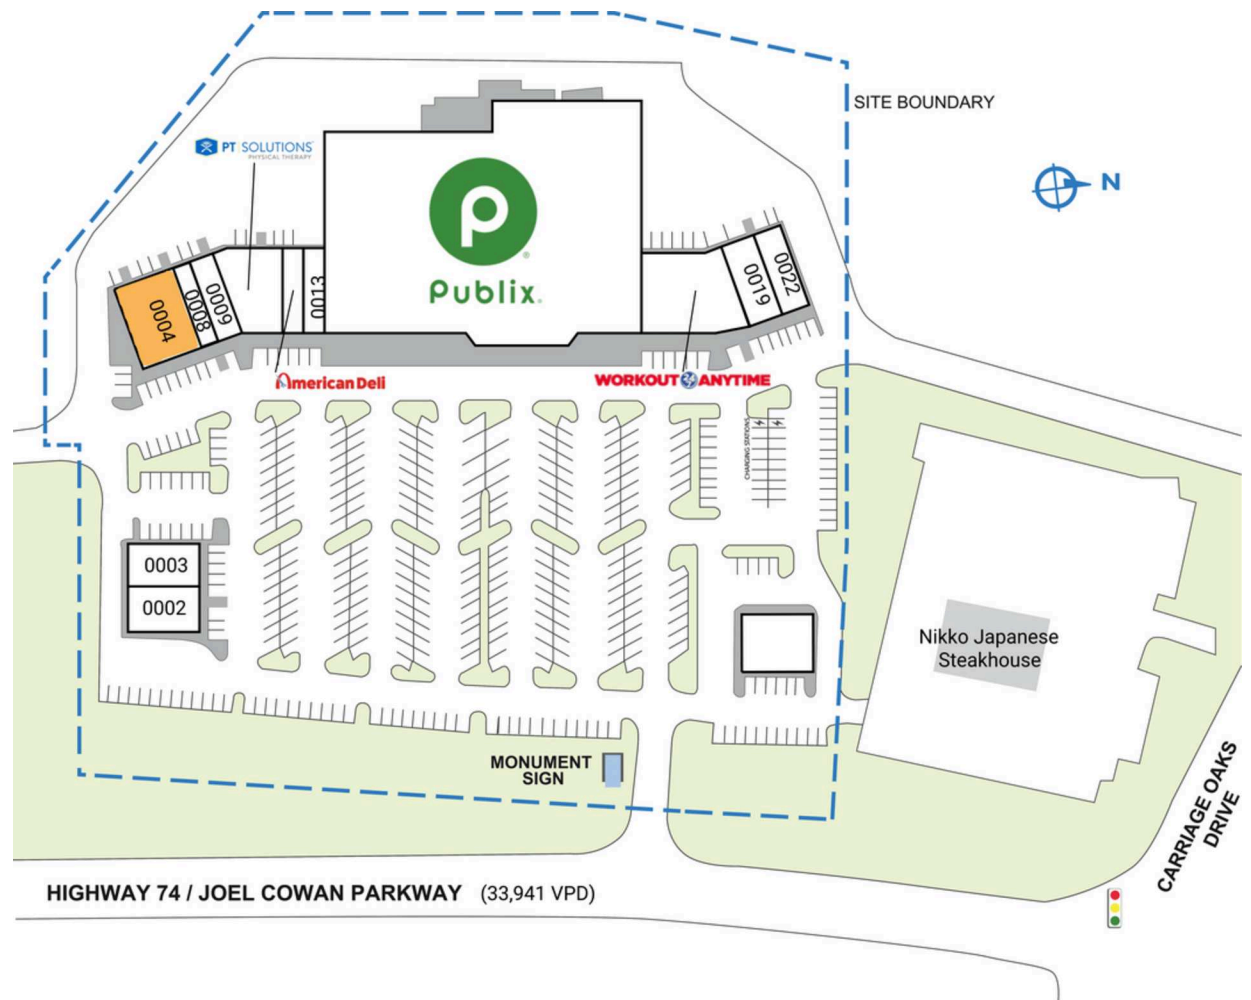 SITE BOUNDARY
PT SOLUTIONS
PHYSICAL THERAPY
N
Publix.
0004
0008
0009
0013
0019
0022
American Deli
WORKOUT 24 ANYTIME
CHARGING STATIONS
0003
0002
Nikko Japanese
Steakhouse
MONUMENT
SIGN
CARRIAGE OAKS
DRIVE
HIGHWAY 74 / JOEL COWAN PARKWAY (33,941 VPD)